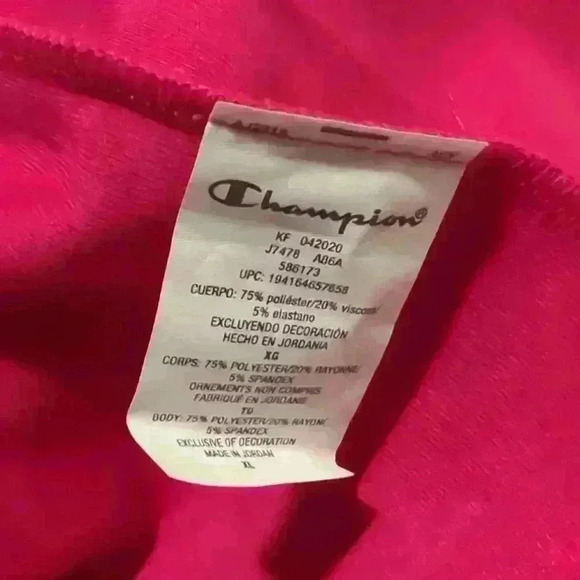 Champion®
KF 042020
J7478 A86A
586173
UPC: 194164657658
CUERPO: 75% poliéster/20% viscosa
5% elastano
EXCLUYENDO DECORACIÓN
HECHO EN JORDANIA
XG
CORPS: 75% POLYESTER/20% RAYONNE
5% SPANDEX
ORNEMENTS NON COMPRIS
FABRIQUÉ EN JORDANIE
TG
BODY: 75% POLYESTER/20% RAYON
5% SPANDEX
EXCLUSIVE OF DECORATION
MADE IN JORDAN
XL